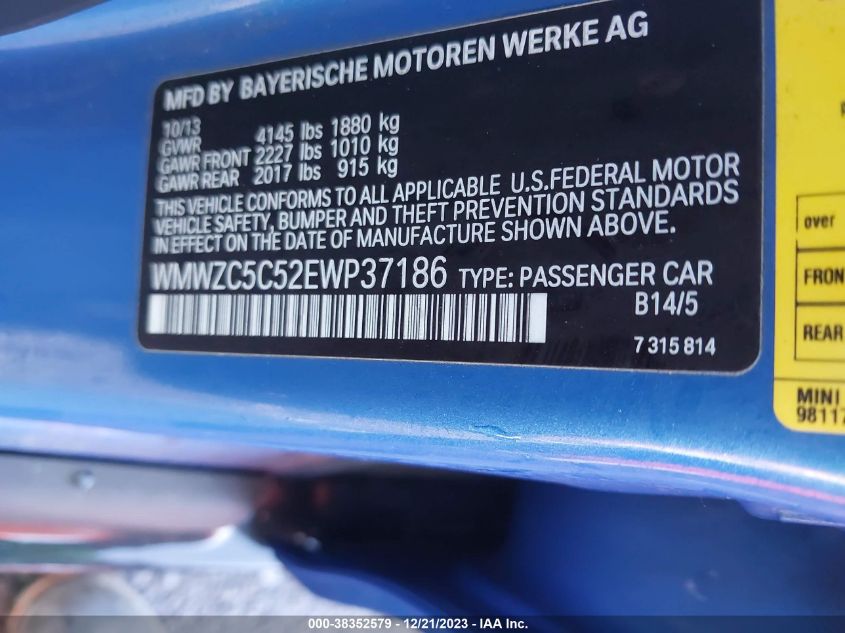 MFD BY BAYERISCHE MOTOREN WERKE AG
10/13
GVWR 4145 lbs 1880 kg
GAWR FRONT 2227 lbs 1010 kg
GAWR REAR 2017 lbs 915 kg
THIS VEHICLE CONFORMS TO ALL APPLICABLE U.S.FEDERAL MOTOR
VEHICLE SAFETY, BUMPER AND THEFT PREVENTION STANDARDS
IN EFFECT ON THE DATE OF MANUFACTURE SHOWN ABOVE.
WMWZC5C52EWP37186 TYPE: PASSENGER CAR
B14/5
7 315 814
over
FRON
REAR
MINI
98117
000-38352579 - 12/21/2023 - IAA Inc.